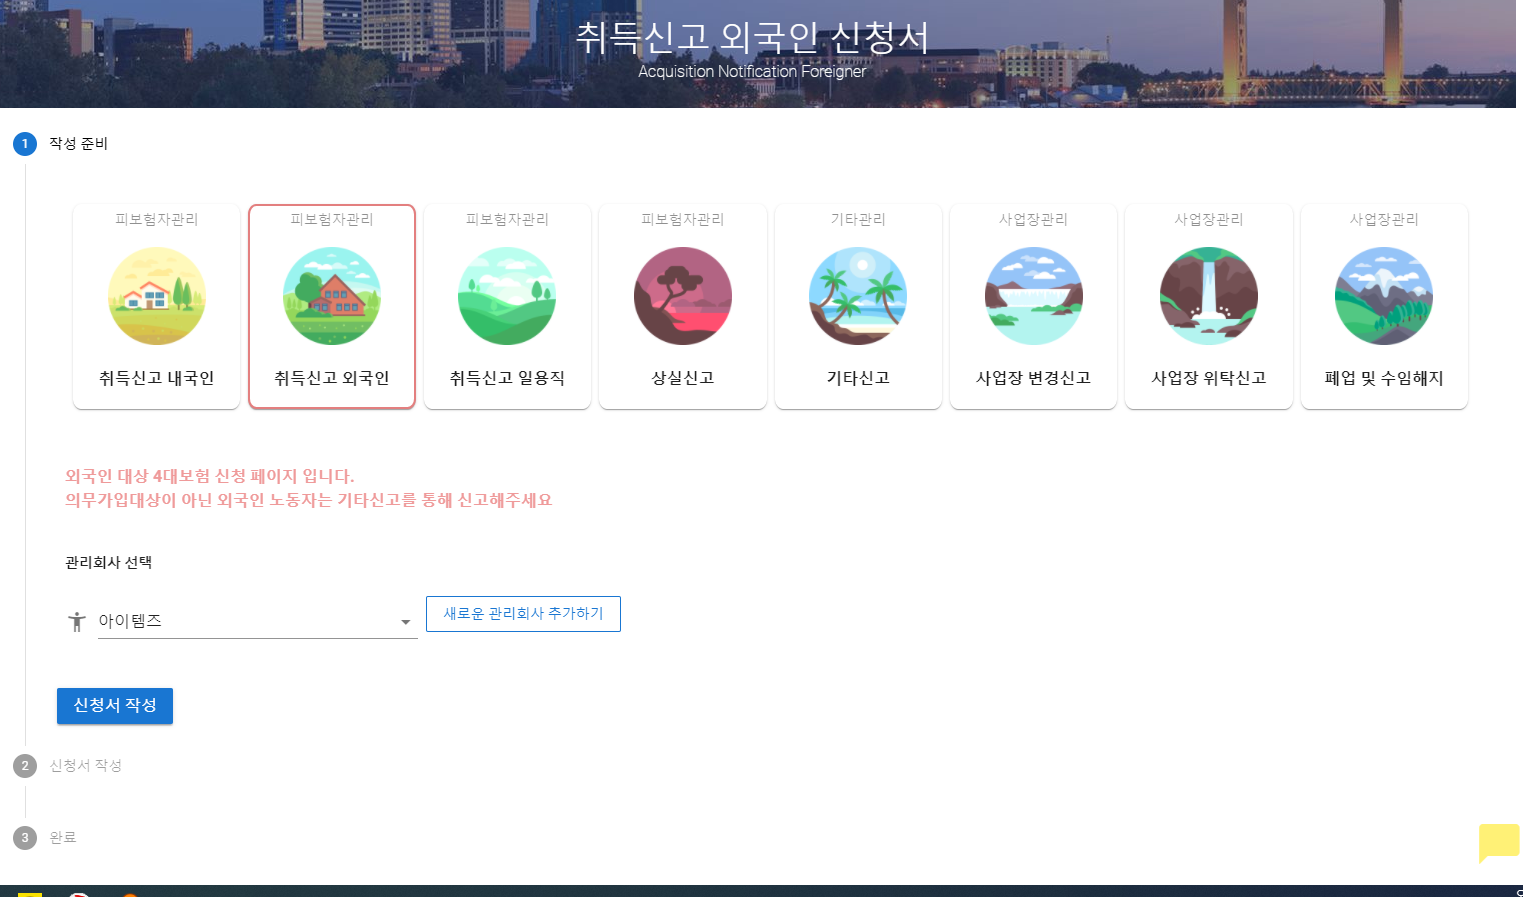 취득신고 외국인 신청서
Acquisition Notification Foreigner
1 작성 준비
피보험자관리
취득신고 내국인
피보험자관리
취득신고 외국인
피보험자관리
취득신고 일용직
피보험자관리
상실신고
기타관리
기타신고
사업장관리
사업장 변경신고
사업장관리
사업장 위탁신고
사업장관리
폐업 및 수임해지
외국인 대상 4대보험 신청 페이지 입니다.
의무가입대상이 아닌 외국인 노동자는 기타신고를 통해 신고해주세요
관리회사 선택
아이템즈
새로운 관리회사 추가하기
신청서 작성
2 신청서 작성
3 완료